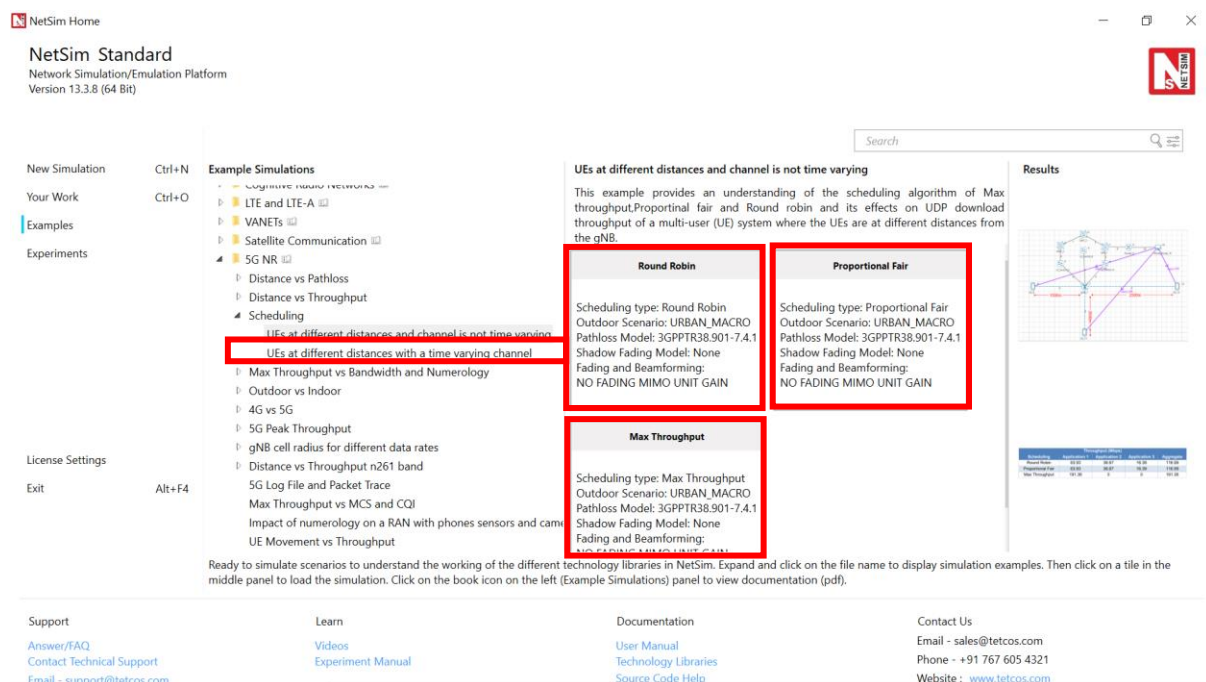 NetSim Home
NetSim Standard
Network Simulation/Emulation Platform
Version 13.3.8 (64 Bit)
NETSIM
Search
New Simulation Ctrl+N
Your Work Ctrl+O
Examples
Experiments
License Settings
Exit Alt+F4
Example Simulations
Cognitive Radio Networks
LTE and LTE-A
VANETs
Satellite Communication
5G NR
Distance vs Pathloss
Distance vs Throughput
Scheduling
UEs at different distances and channel is not time varying
UEs at different distances with a time varying channel
Max Throughput vs Bandwidth and Numerology
Outdoor vs Indoor
4G vs 5G
5G Peak Throughput
gNB cell radius for different data rates
Distance vs Throughput n261 band
5G Log File and Packet Trace
Max Throughput vs MCS and CQI
Impact of numerology on a RAN with phones sensors and came
UE Movement vs Throughput
UEs at different distances and channel is not time varying
This example provides an understanding of the scheduling algorithm of Max
throughput,Proportinal fair and Round robin and its effects on UDP download
throughput of a multi-user (UE) system where the UEs are at different distances from
the gNB.
Round Robin
Scheduling type: Round Robin
Outdoor Scenario: URBAN_MACRO
Pathloss Model: 3GPPTR38.901-7.4.1
Shadow Fading Model: None
Fading and Beamforming:
NO FADING MIMO UNIT GAIN
Proportional Fair
Scheduling type: Proportional Fair
Outdoor Scenario: URBAN_MACRO
Pathloss Model: 3GPPTR38.901-7.4.1
Shadow Fading Model: None
Fading and Beamforming:
NO FADING MIMO UNIT GAIN
Max Throughput
Scheduling type: Max Throughput
Outdoor Scenario: URBAN_MACRO
Pathloss Model: 3GPPTR38.901-7.4.1
Shadow Fading Model: None
Fading and Beamforming:
NO FADING MIMO UNIT GAIN
Results
Ready to simulate scenarios to understand the working of the different technology libraries in NetSim. Expand and click on the file name to display simulation examples. Then click on a tile in the
middle panel to load the simulation. Click on the book icon on the left (Example Simulations) panel to view documentation (pdf).
Support
Answer/FAQ
Contact Technical Support
Email - support@tetcos.com
Learn
Videos
Experiment Manual
Documentation
User Manual
Technology Libraries
Source Code Help
Contact Us
Email - sales@tetcos.com
Phone - +91 767 605 4321
Website : www.tetcos.com